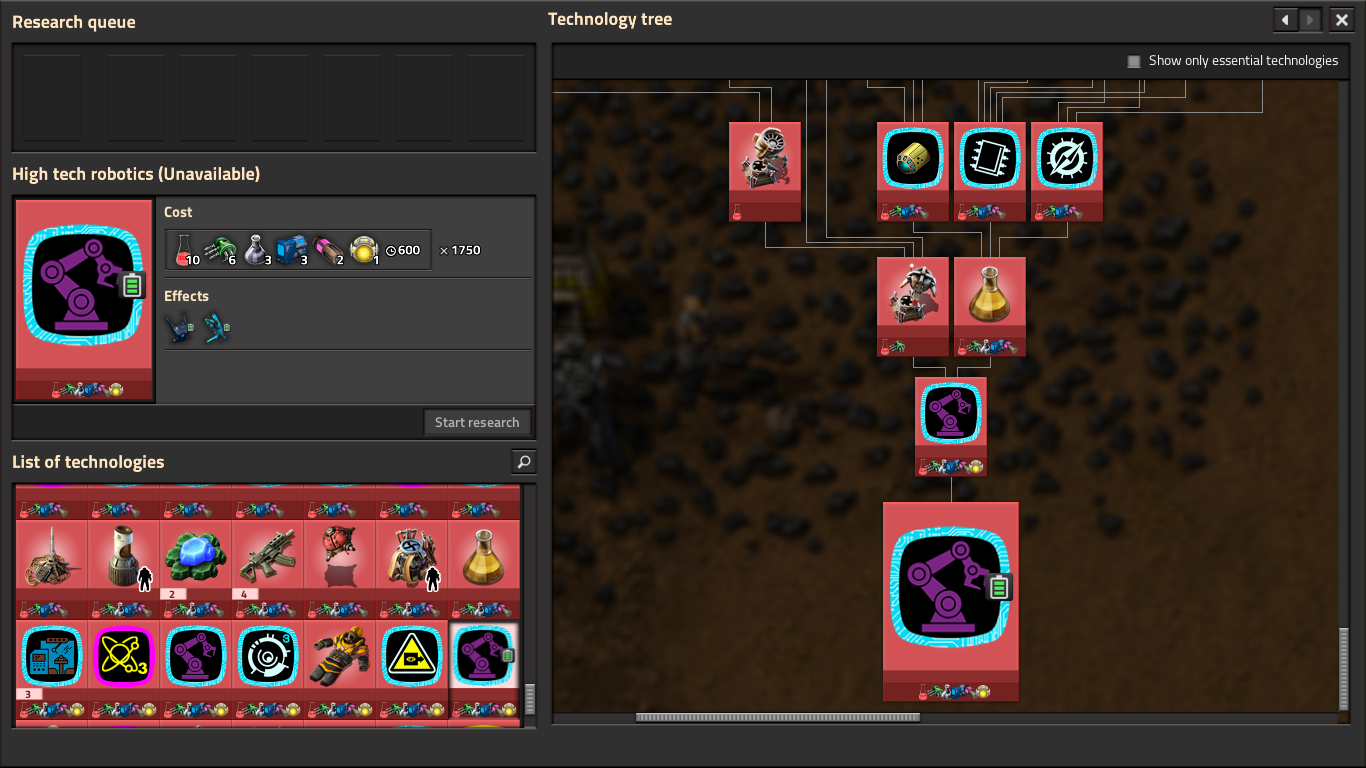 Research queue
Technology tree
Show only essential technologies
High tech robotics (Unavailable)
Cost
10 6 3 3 2 1 600 × 1750
Effects
Start research
List of technologies
2 4
3 3
3